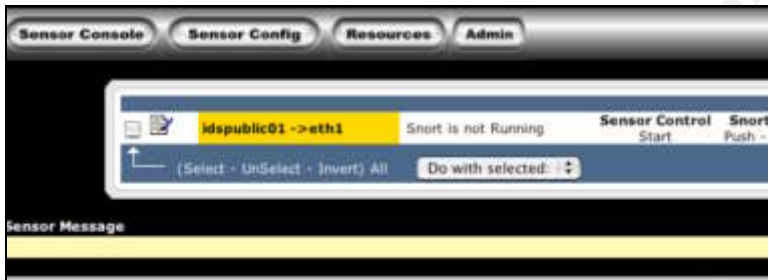 Sensor Console Sensor Config Resources Admin
idspublic01 ->eth1 Snort is not Running Sensor Control Snort
Start Push -
(Select - UnSelect - Invert) All Do with selected:
Sensor Message